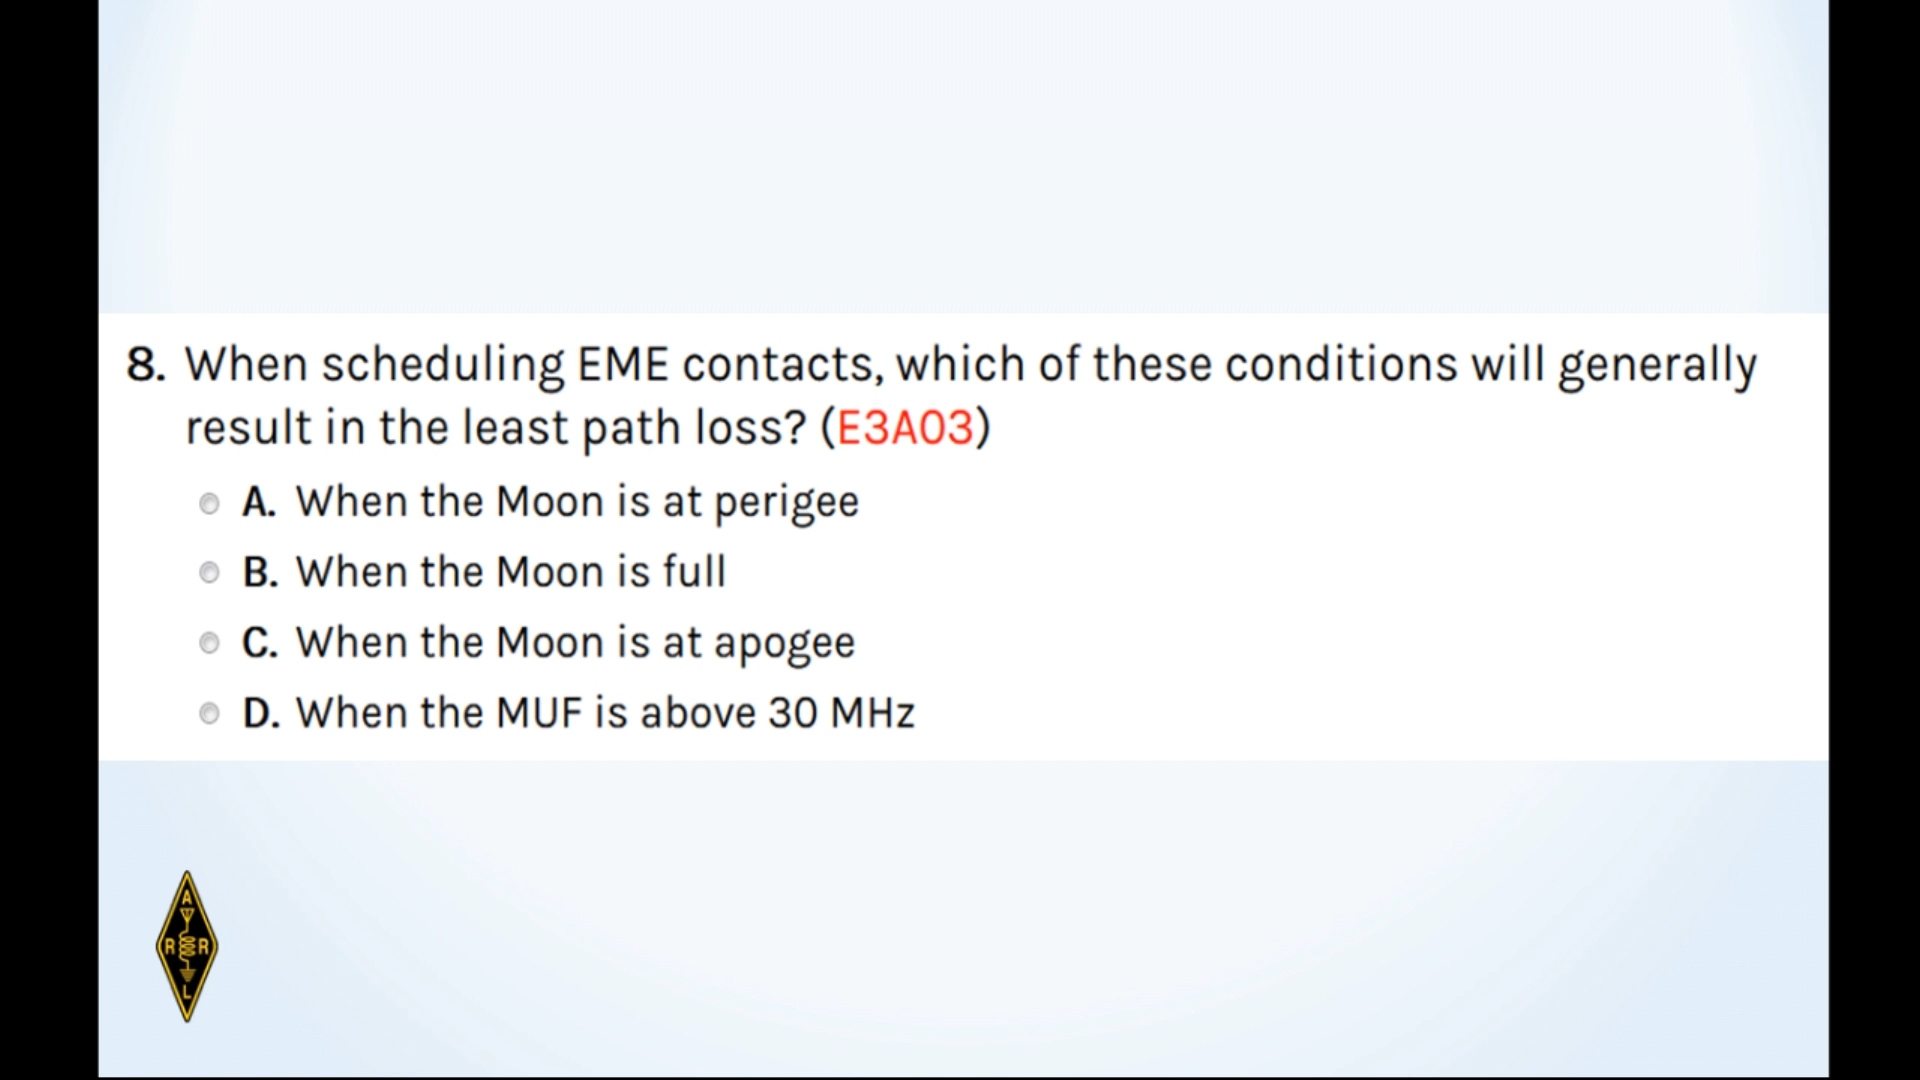 8. When scheduling EME contacts, which of these conditions will generally
result in the least path loss? (E3A03)
A. When the Moon is at perigee
B. When the Moon is full
C. When the Moon is at apogee
D. When the MUF is above 30 MHz
A
R R
L